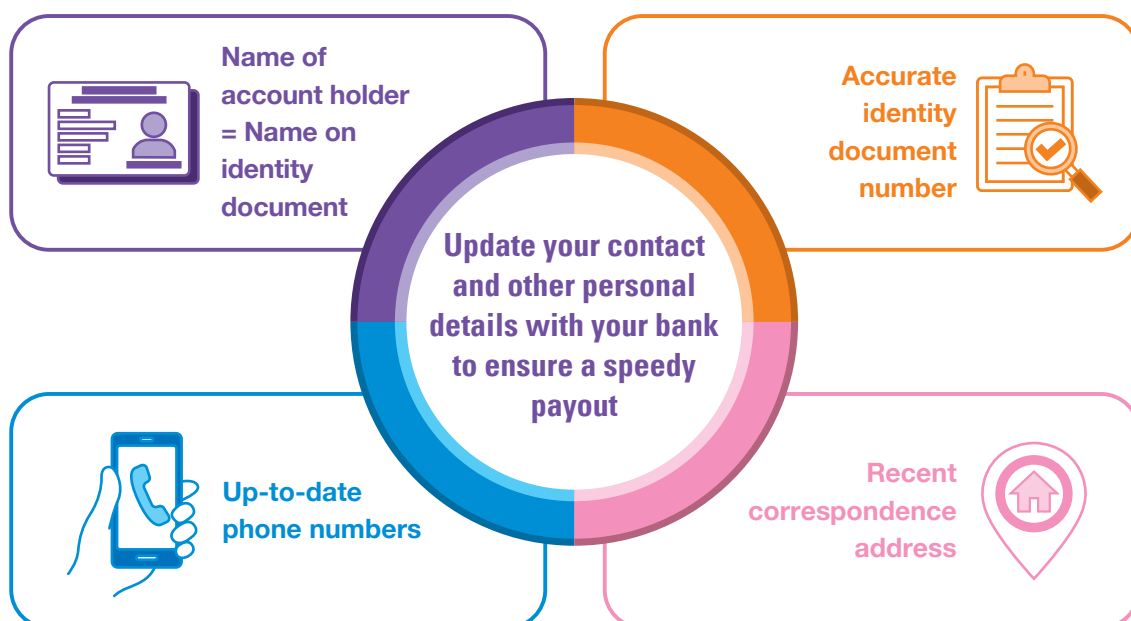 Name of
account holder
= Name on
identity
document
Accurate
identity
document
number
Update your contact
and other personal
details with your bank
to ensure a speedy
payout
Up-to-date
phone numbers
Recent
correspondence
address